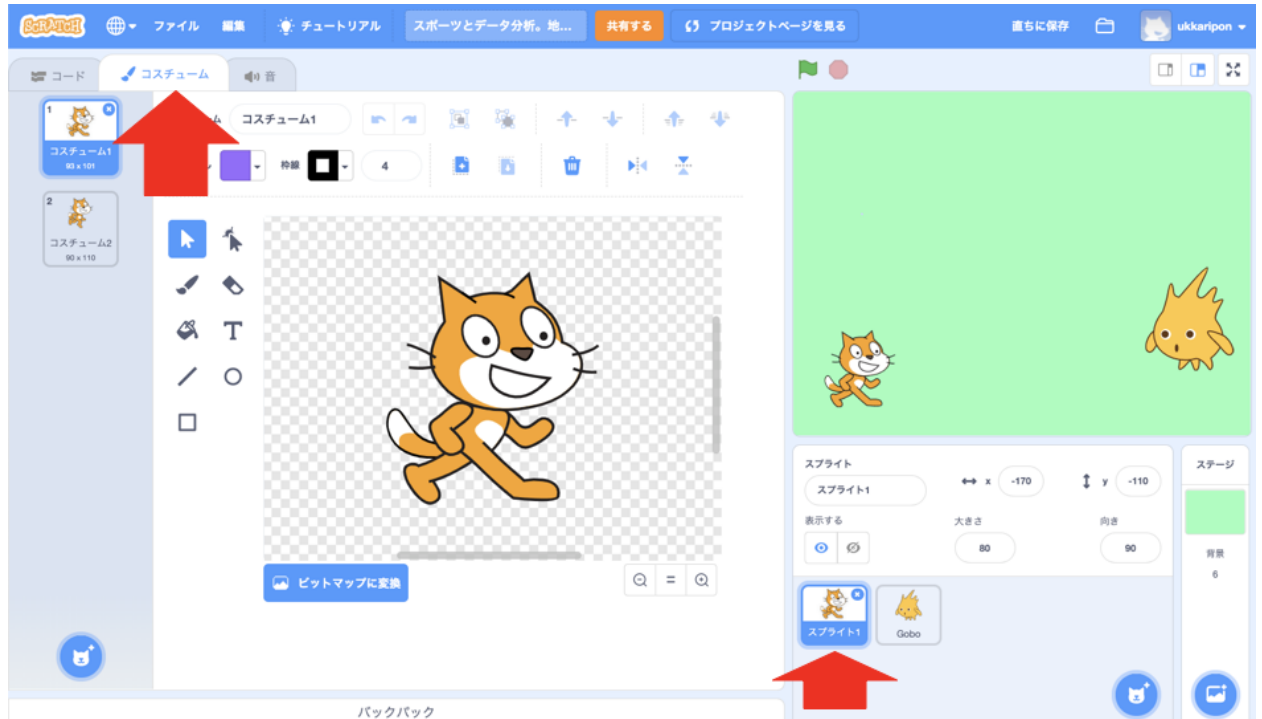 SCRATCH ファイル 編集 チュートリアル スポーツとデータ分析。地... 共有する プロジェクトページを見る 直ちに保存 ukkaripon
コード コスチューム 音
1
コスチューム1
93 x 101
2
コスチューム2
90 x 110
コスチューム1
枠線 4
T
ビットマップに変換
スプライト
スプライト1
x -170 y -110
表示する 大きさ 向き
80 90
スプライト1 Gobo
ステージ
背景
6
バックパック